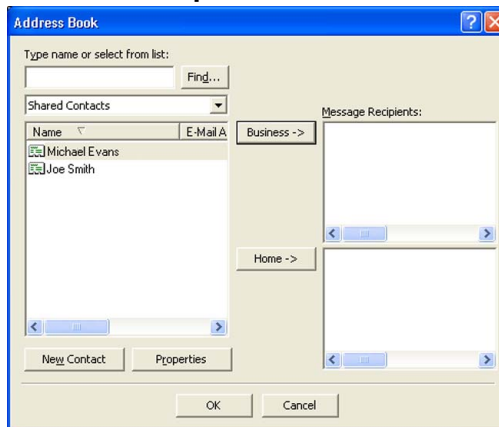 Address Book
Type name or select from list:
Find...
Shared Contacts
Message Recipients:
Name E-Mail A
Business ->
Michael Evans
Joe Smith
Home ->
New Contact Properties
OK Cancel